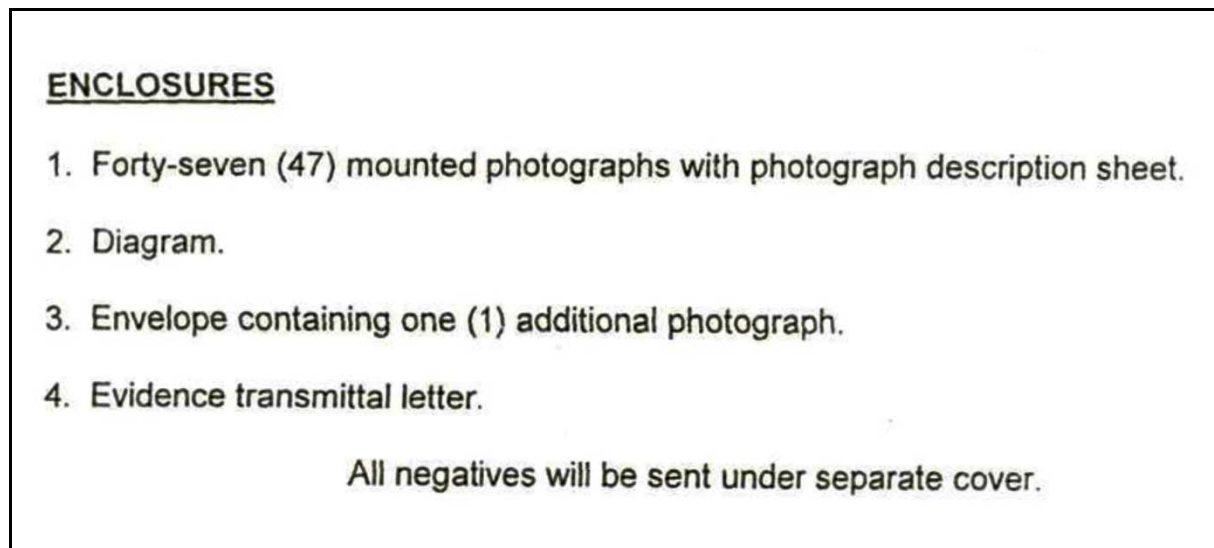 ENCLOSURES
1. Forty-seven (47) mounted photographs with photograph description sheet.
2. Diagram.
3. Envelope containing one (1) additional photograph.
4. Evidence transmittal letter.
All negatives will be sent under separate cover.